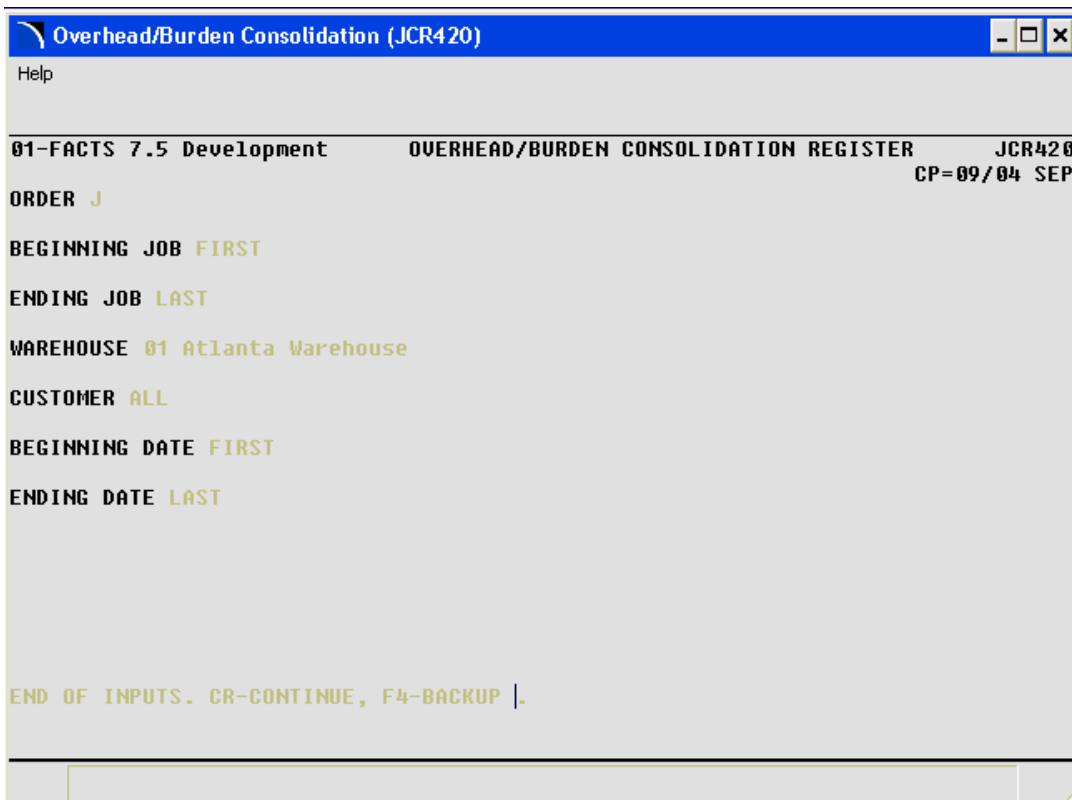 Overhead/Burden Consolidation (JCR420)
Help
01-FACTS 7.5 Development OVERHEAD/BURDEN CONSOLIDATION REGISTER JCR420
CP=09/04 SEP
ORDER J
BEGINNING JOB FIRST
ENDING JOB LAST
WAREHOUSE 01 Atlanta Warehouse
CUSTOMER ALL
BEGINNING DATE FIRST
ENDING DATE LAST
END OF INPUTS. CR-CONTINUE, F4-BACKUP .